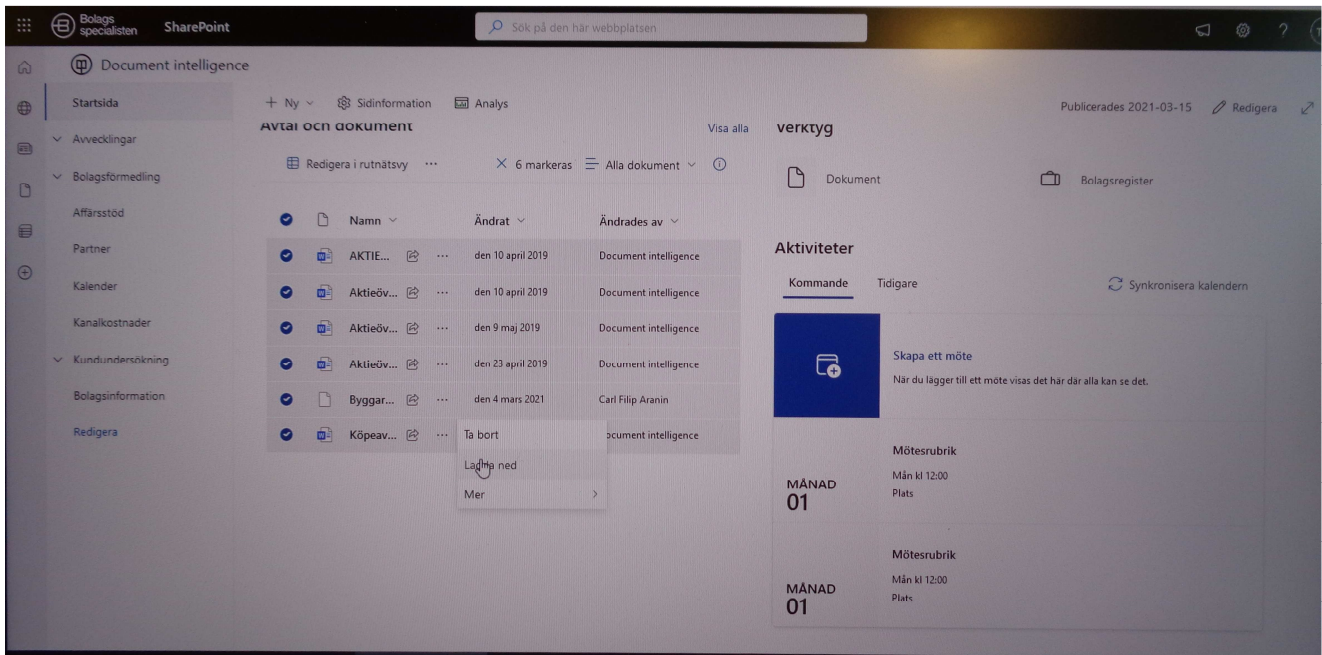 Bolags
specialisten
SharePoint
Sök på den här webbplatsen
?
Document intelligence
Startsida
Avvecklingar
Bolagsförmedling
Affärsstöd
Partner
Kalender
Kanalkostnader
Kundundersökning
Bolagsinformation
Redigera
+ Ny
Sidinformation
Analys
Publicerades 2021-03-15
Redigera
Avtal och dokument
Visa alla
Redigera i rutnätsvy ...
6 markeras
Alla dokument
Namn
Ändrat
Ändrades av
AKTIE... ... den 10 april 2019 Document intelligence
Aktieöv... ... den 10 april 2019 Document intelligence
Aktieöv... ... den 9 maj 2019 Document intelligence
Aktieöv... ... den 23 april 2019 Document intelligence
Byggar... ... den 4 mars 2021 Carl Filip Aranin
Köpeav... ... ocument intelligence
Ta bort
Ladda ned
Mer
Verktyg
Dokument
Bolagsregister
Aktiviteter
Kommande
Tidigare
Synkronisera kalendern
Skapa ett möte
När du lägger till ett möte visas det här där alla kan se det.
MÅNAD
01
Mötesrubrik
Mån kl 12:00
Plats
MÅNAD
01
Mötesrubrik
Mån kl 12:00
Plats